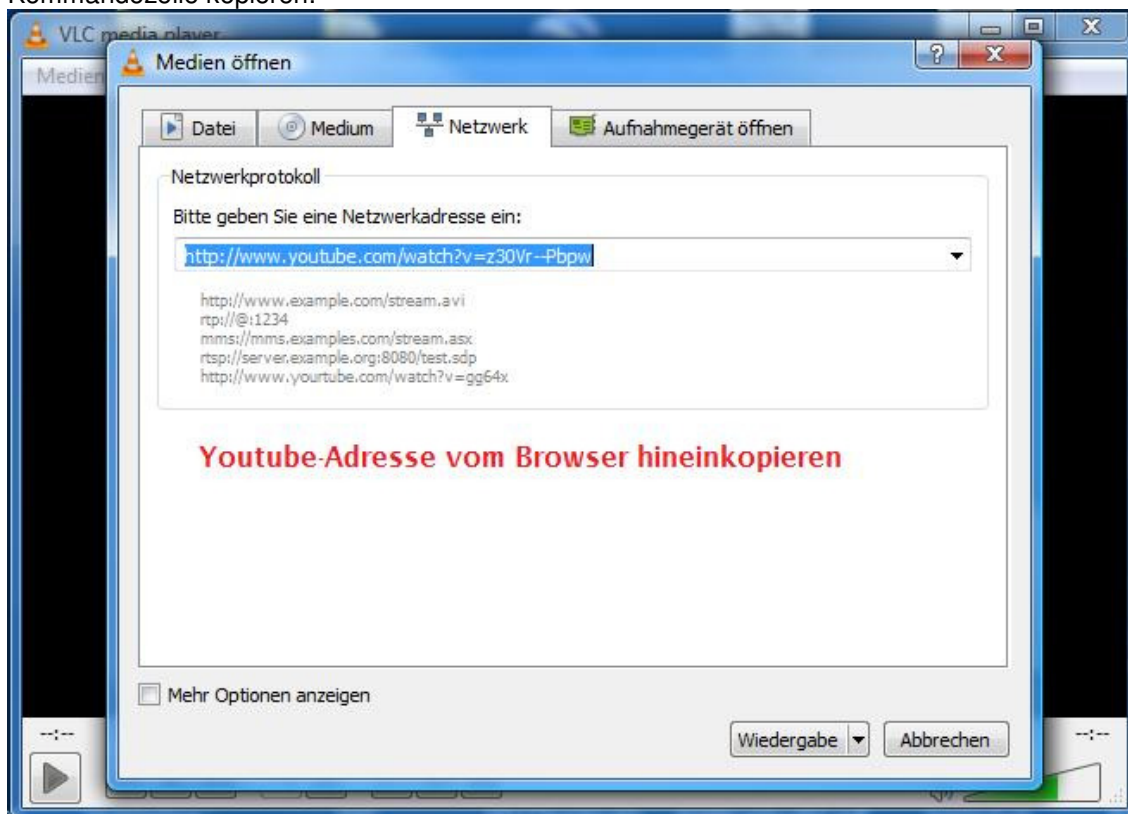 Kommandozeile kopieren.
VLC media player
Medien
Medien öffnen
Datei
Medium
Netzwerk
Aufnahmegerät öffnen
Netzwerkprotokoll
Bitte geben Sie eine Netzwerkadresse ein:
http://www.youtube.com/watch?v=z30Vr--Pbpw
http://www.example.com/stream.avi
rtp://@:1234
mms://mms.examples.com/stream.asx
rtsp://server.example.org:8080/test.sdp
http://www.yourtube.com/watch?v=gg64x
Youtube-Adresse vom Browser hineinkopieren
Mehr Optionen anzeigen
Wiedergabe
Abbrechen
--:--
--:--